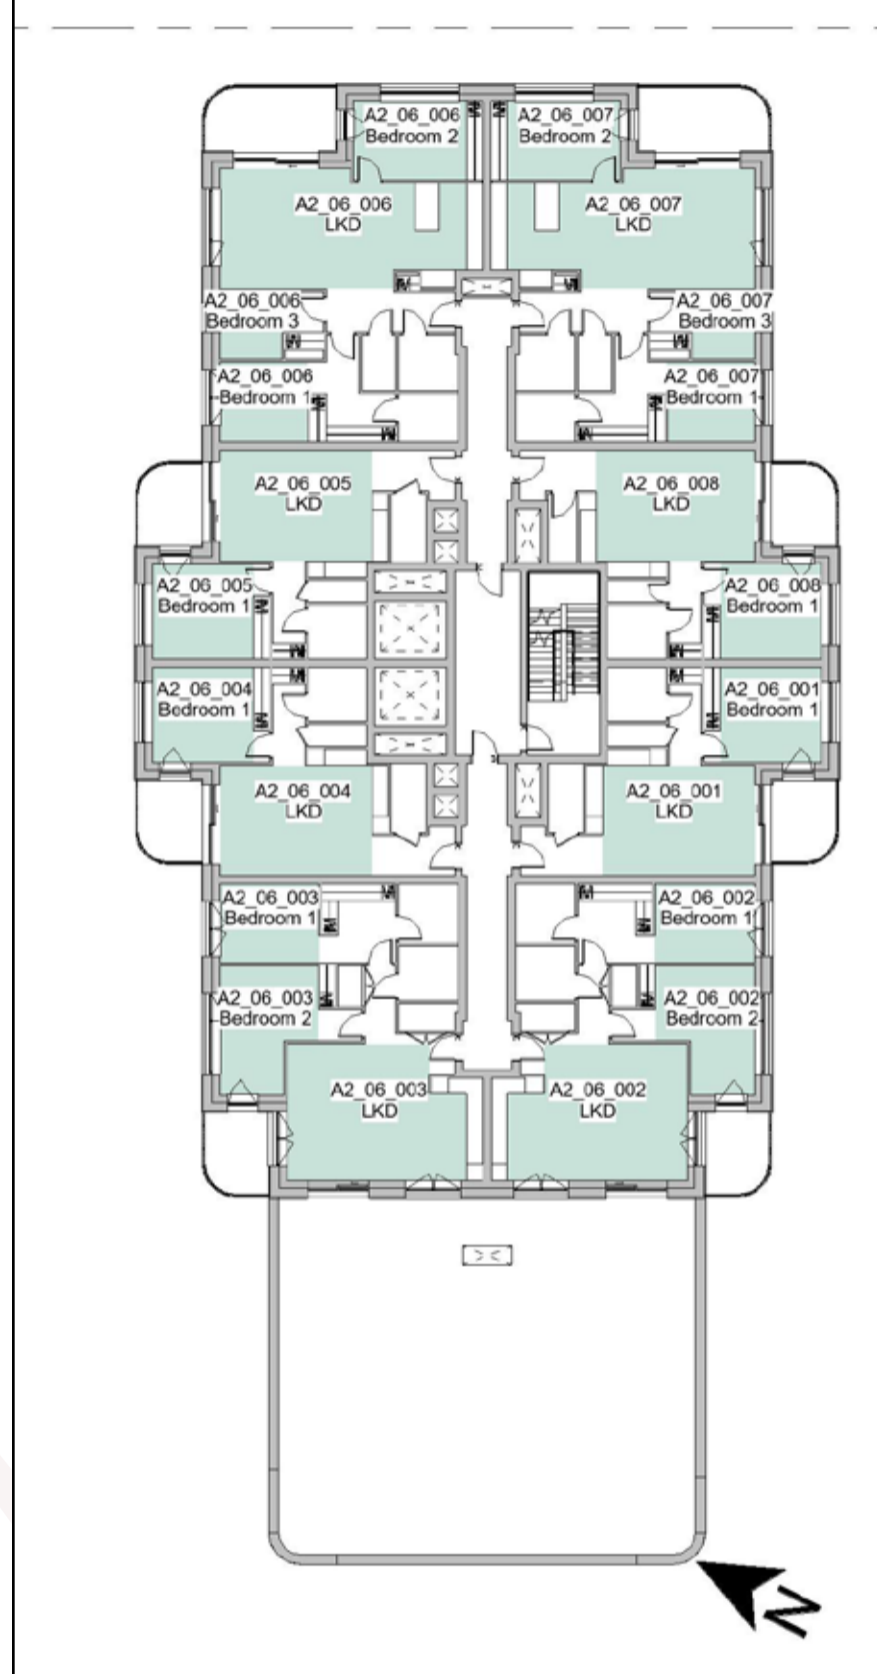 A2_06_006
Bedroom 2
A2_06_007
Bedroom 2
A2_06_006
LKD
A2_06_007
LKD
A2_06_006
Bedroom 3
A2_06_007
Bedroom 3
A2_06_006
Bedroom 1
A2_06_007
Bedroom 1
A2_06_005
LKD
A2_06_008
LKD
A2_06_005
Bedroom 1
A2_06_008
Bedroom 1
A2_06_004
Bedroom 1
A2_06_001
Bedroom 1
A2_06_004
LKD
A2_06_001
LKD
A2_06_003
Bedroom 1
A2_06_002
Bedroom 1
A2_06_003
Bedroom 2
A2_06_002
Bedroom 2
A2_06_003
LKD
A2_06_002
LKD
N